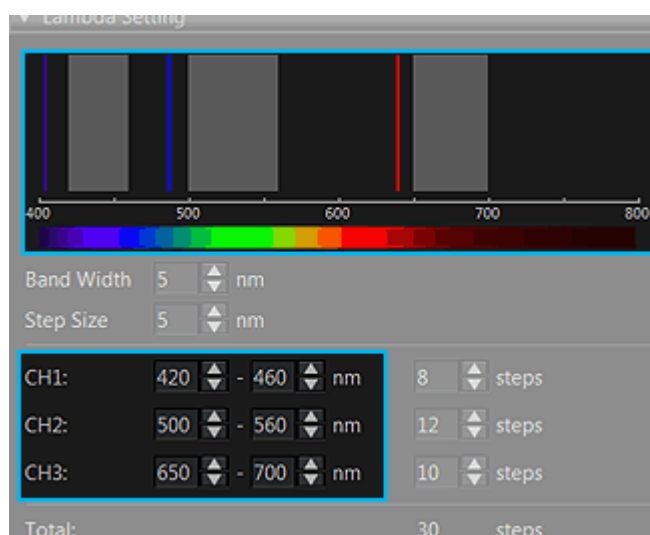 Lambda Setting
400 500 600 700 800
Band Width 5 nm
Step Size 5 nm
CH1: 420 - 460 nm 8 steps
CH2: 500 - 560 nm 12 steps
CH3: 650 - 700 nm 10 steps
Total: 30 steps